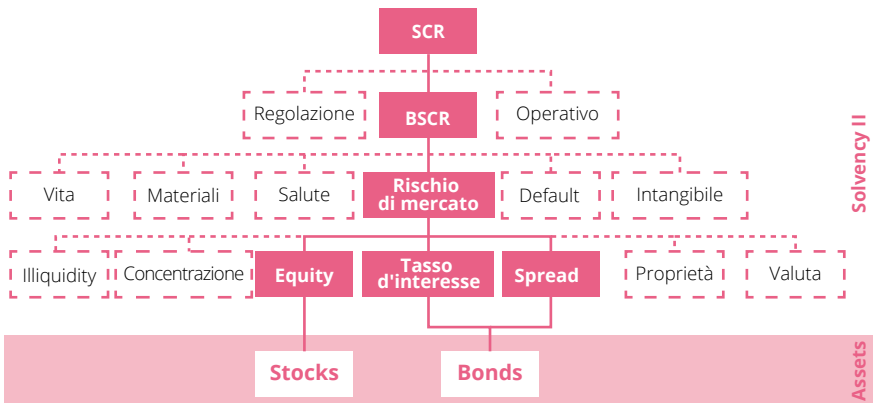 SCR
Regolazione
BSCR
Operativo
Vita
Materiali
Salute
Rischio
di mercato
Default
Intangibile
Illiquidity
Concentrazione
Equity
Tasso
d'interesse
Spread
Proprietà
Valuta
Stocks
Bonds
Solvency II
Assets